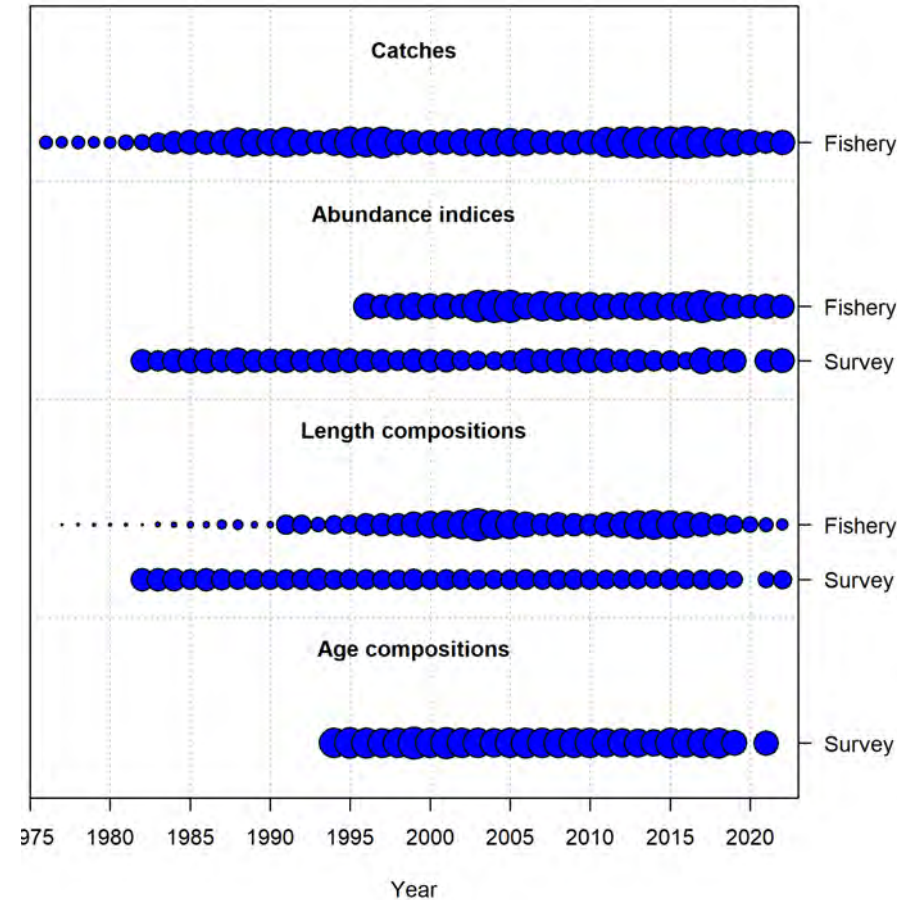 Catches
Fishery
Abundance indices
Fishery
Survey
Length compositions
Fishery
Survey
Age compositions
Survey
975 1980 1985 1990 1995 2000 2005 2010 2015 2020
Year